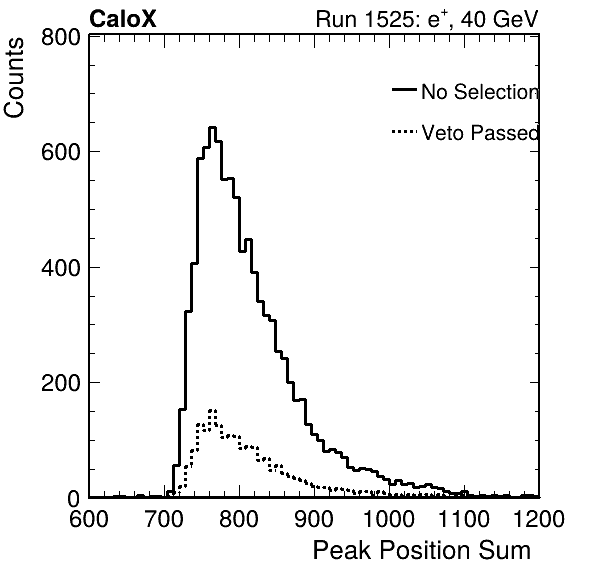 CaloX Run 1525: e⁺, 40 GeV
Counts
800
600
400
200
0
No Selection
Veto Passed
600 700 800 900 1000 1100 1200
Peak Position Sum